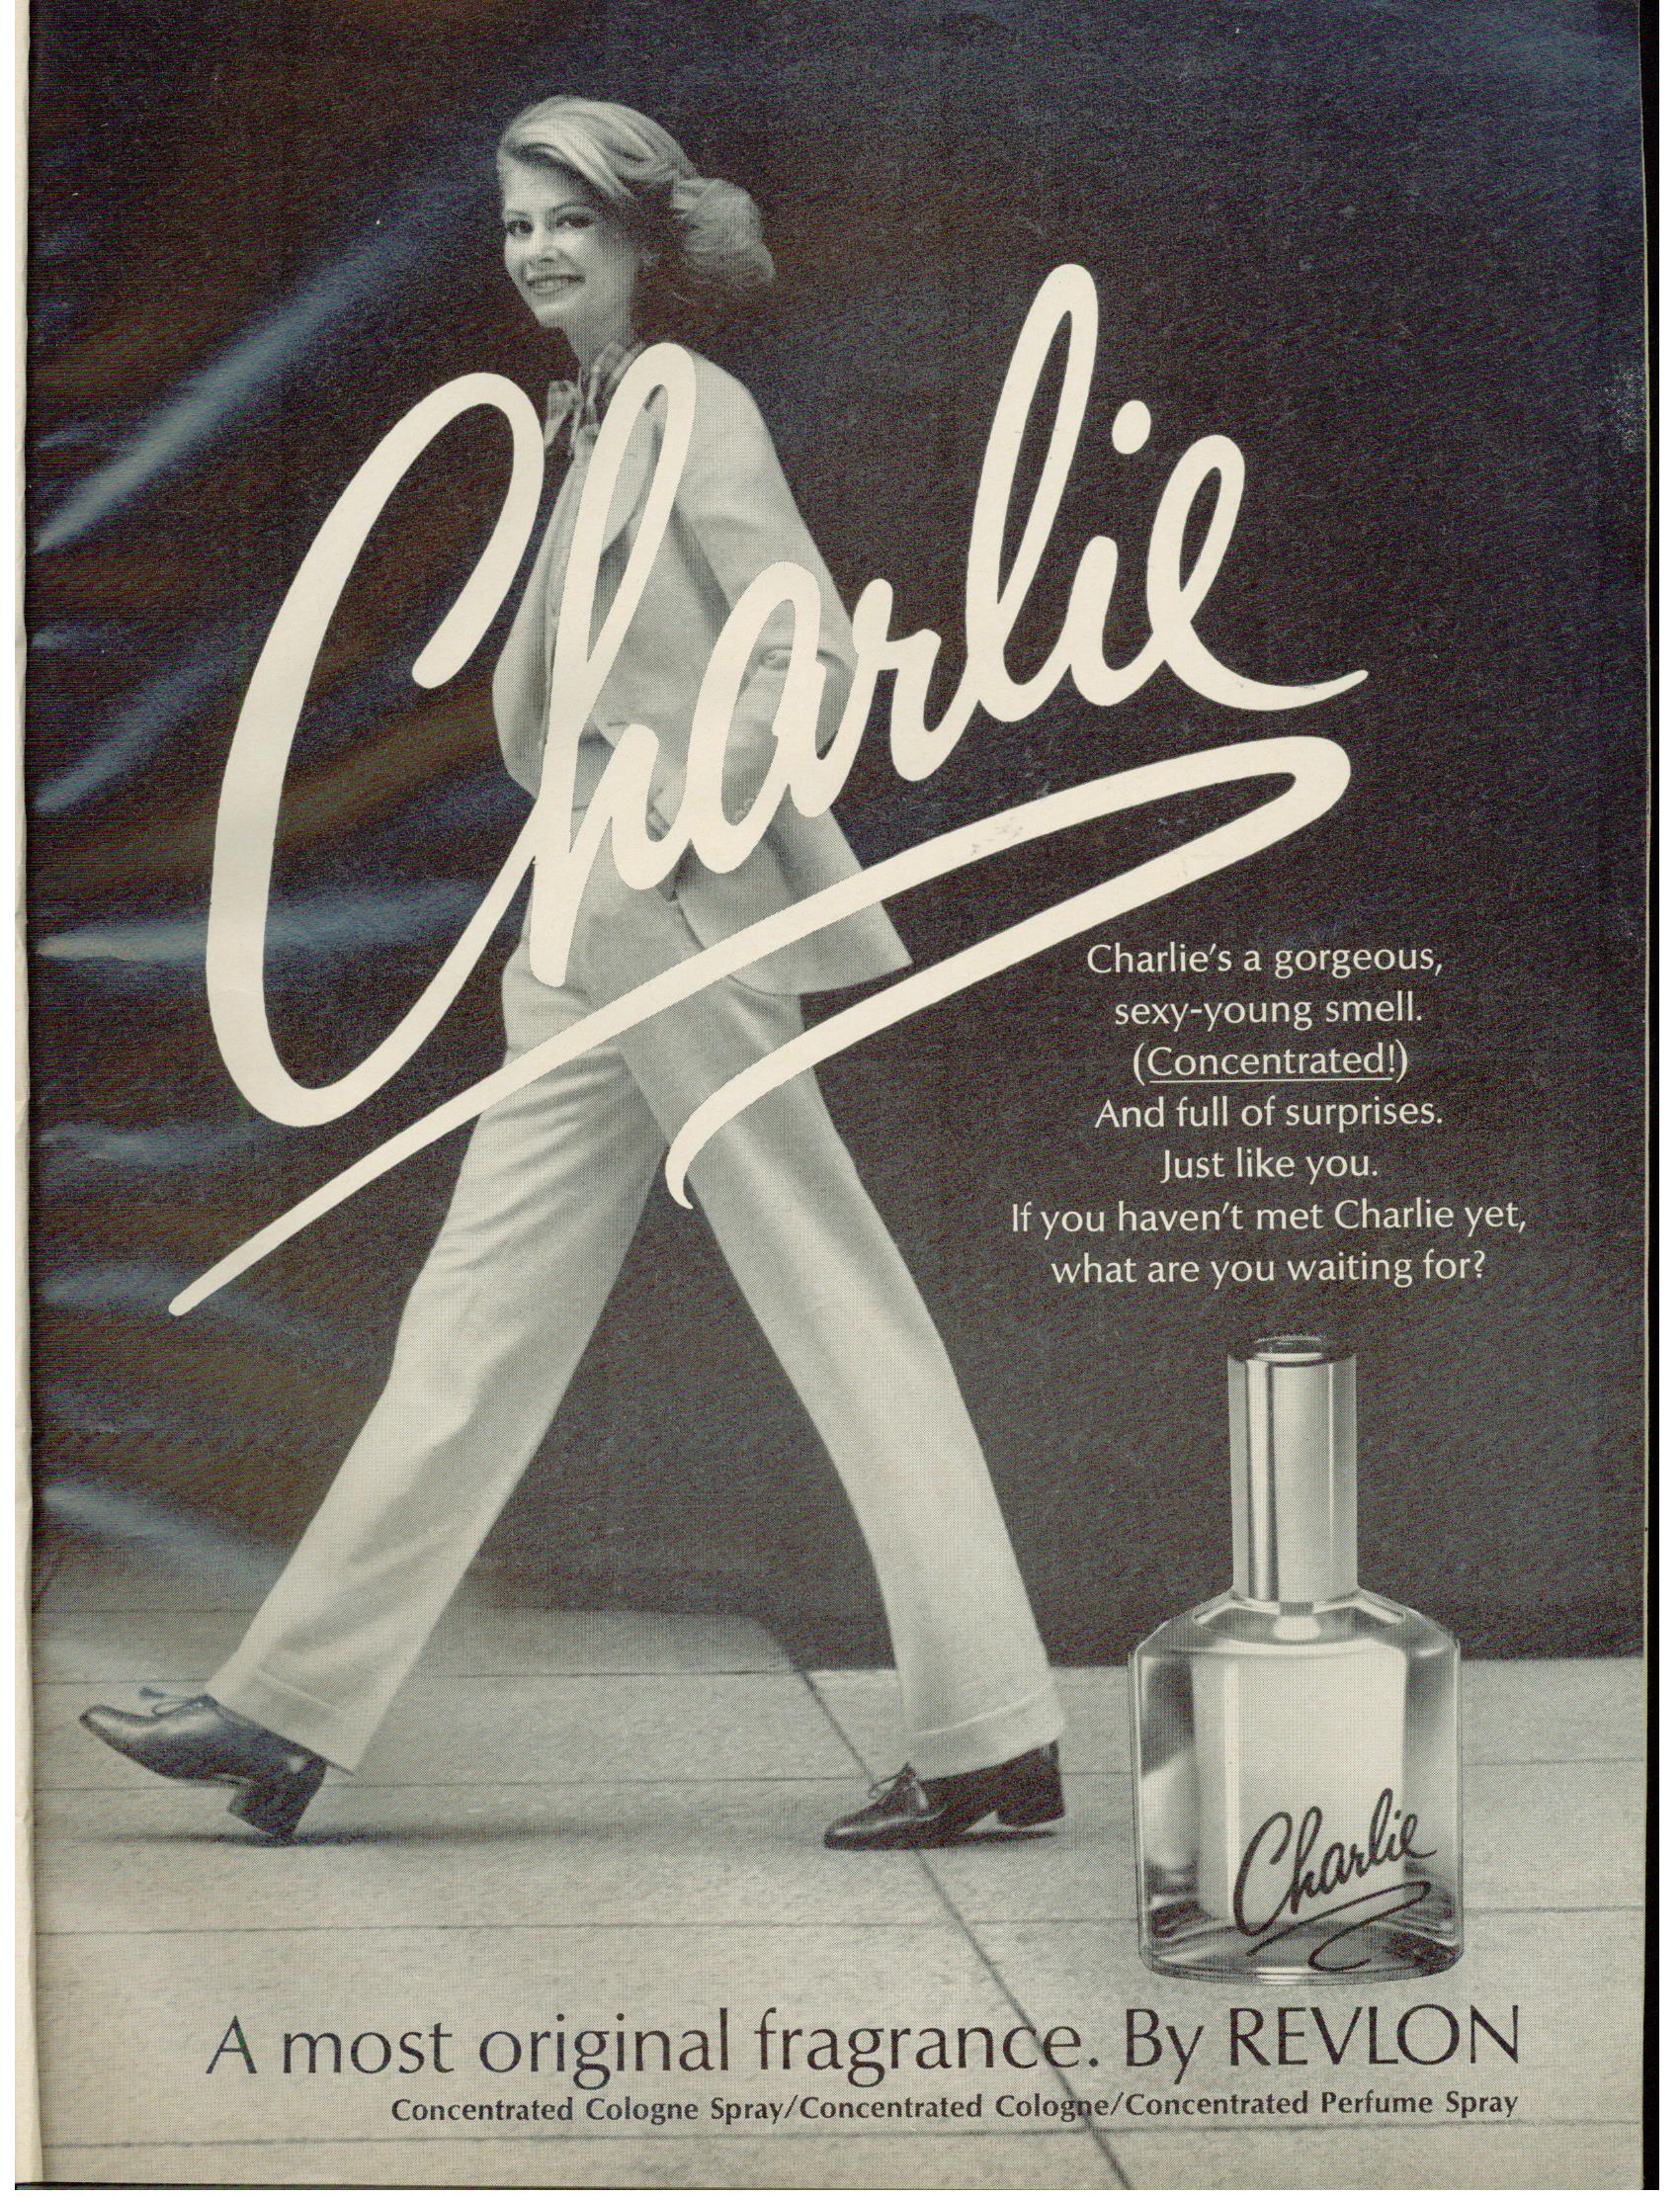 Charlie
Charlie's a gorgeous,
sexy-young smell.
(Concentrated!)
And full of surprises.
Just like you.
If you haven't met Charlie yet,
what are you waiting for?
Charlie
A most original fragrance. By REVLON
Concentrated Cologne Spray/Concentrated Cologne/Concentrated Perfume Spray